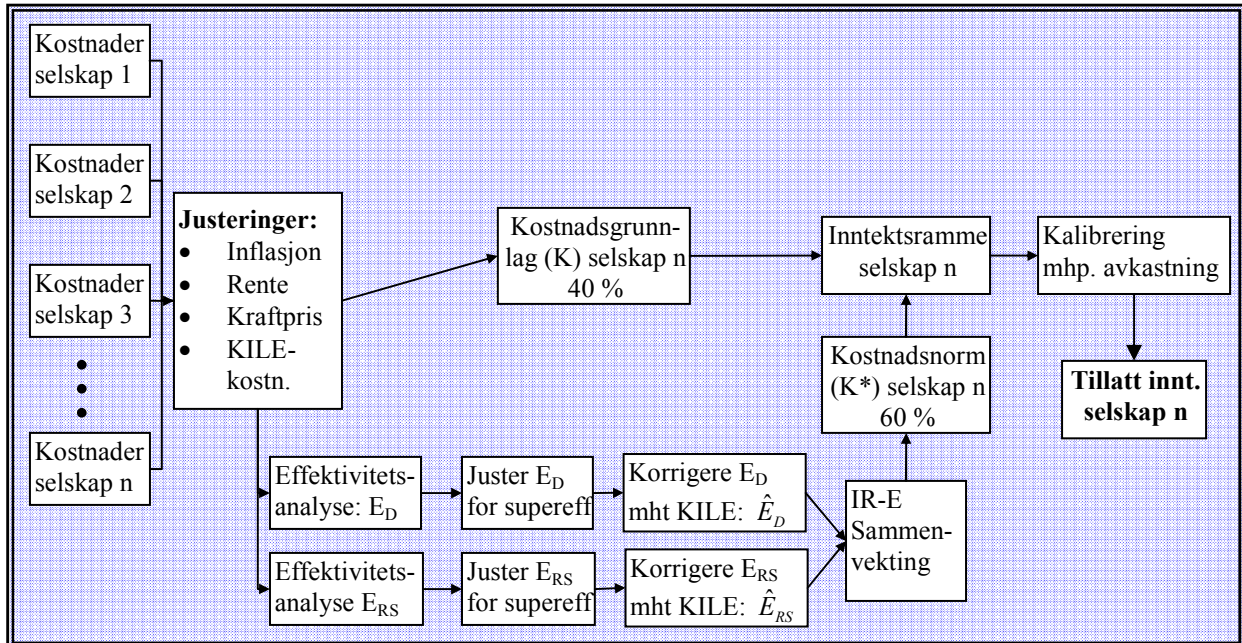 Kostnader
selskap 1
Kostnader
selskap 2
Kostnader
selskap 3
•
•
•
Kostnader
selskap n
Justeringer:
• Inflasjon
• Rente
• Kraftpris
• KILE-
kostn.
Kostnadsgrunn-
lag (K) selskap n
40 %
Inntektsramme
selskap n
Kalibrering
mhp. avkastning
Kostnadsnorm
(K*) selskap n
60 %
Tillatt innt.
selskap n
Effektivitets-
analyse: E_D
Juster E_D
for supereff
Korrigere E_D
mht KILE: Ê_D
IR-E
Sammen-
vekting
Effektivitets-
analyse E_RS
Juster E_RS
for supereff
Korrigere E_RS
mht KILE: Ê_RS